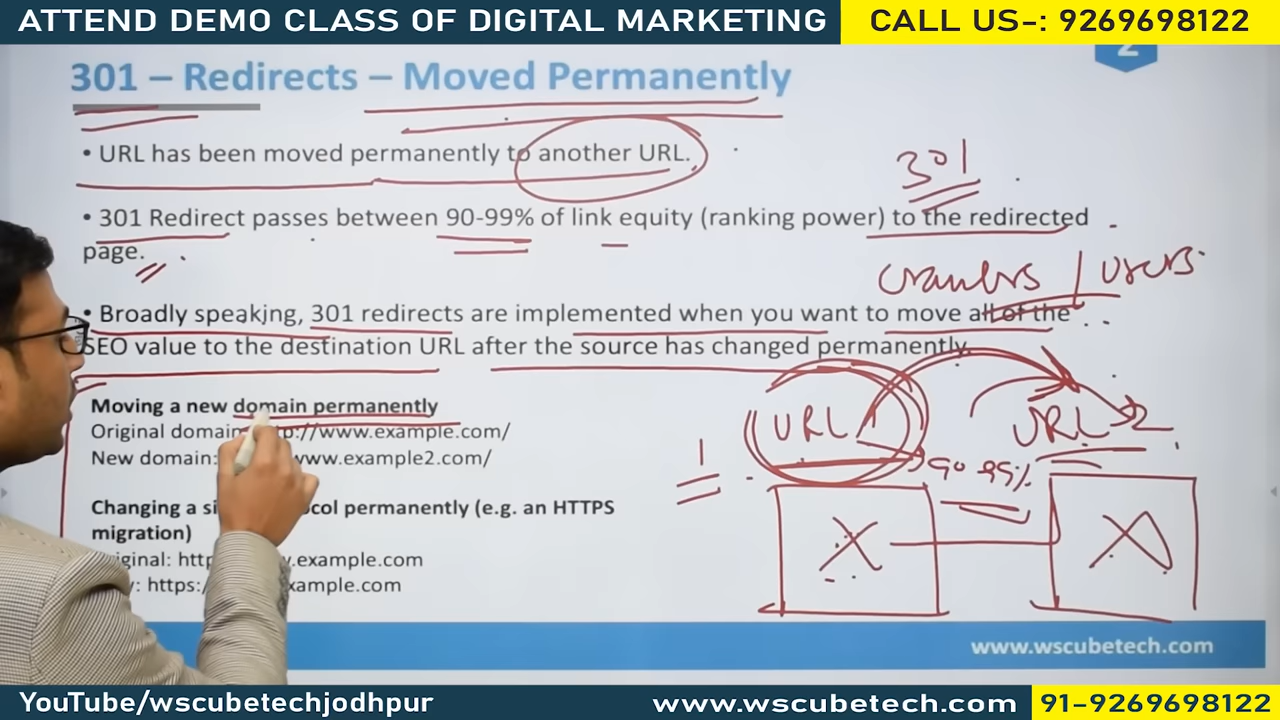 ATTEND DEMO CLASS OF DIGITAL MARKETING
CALL US-: 9269698122
2
301 – Redirects – Moved Permanently
• URL has been moved permanently to another URL.
301
• 301 Redirect passes between 90-99% of link equity (ranking power) to the redirected
page.
crawlers / users
• Broadly speaking, 301 redirects are implemented when you want to move all of the
SEO value to the destination URL after the source has changed permanently.
Moving a new domain permanently
Original domain http://www.example.com/
New domain: www.example2.com/
URL
URL 2
1
90-99%
Changing a col permanently (e.g. an HTTPS
migration)
.example.com
https:// example.com
www.wscubetech.com
YouTube/wscubetechjodhpur
www.wscubetech.com
91-9269698122